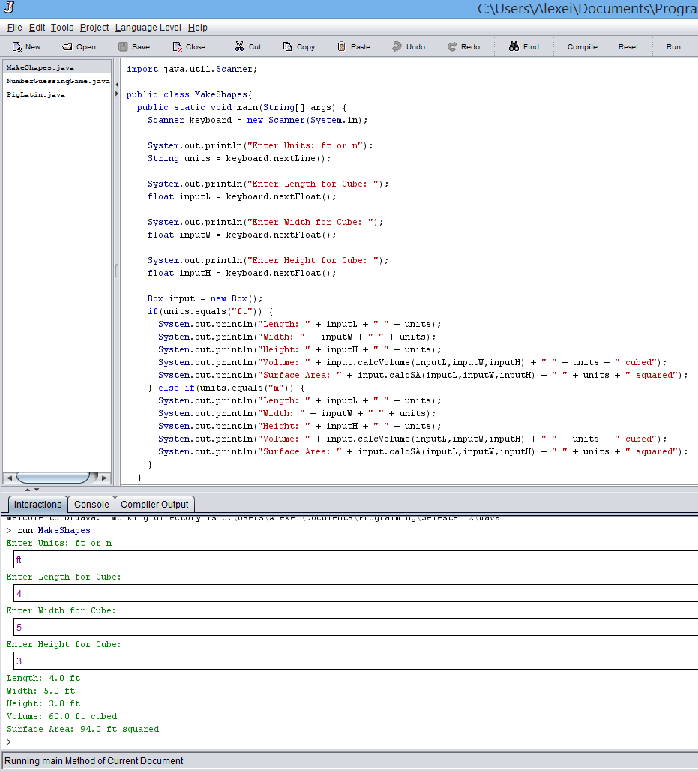 C:\Users\Alexei\Documents\Progra
File Edit Tools Project Language Level Help
New Open Save Close Cut Copy Paste Undo Redo Find Compile Reset Run
MakeShapes.java
NumberGuessingGame.java
PigLatin.java
import java.util.Scanner;
public class MakeShapes{
public static void main(String[] args) {
Scanner keyboard = new Scanner(System.in);
System.out.println("Enter Units: ft or m");
String units = keyboard.nextLine();
System.out.println("Enter Length for Cube: ");
float inputL = keyboard.nextFloat();
System.out.println("Enter Width for Cube: ");
float inputW = keyboard.nextFloat();
System.out.println("Enter Height for Cube: ");
float inputH = keyboard.nextFloat();
Box input = new Box();
if(units.equals("ft")) {
System.out.println("Length: " + inputL + " " + units);
System.out.println("Width: " + inputW + " " + units);
System.out.println("Height: " + inputH + " " + units);
System.out.println("Volume: " + input.calcVolume(inputL,inputW,inputH) + " " + units + " cubed");
System.out.println("Surface Area: " + input.calcSA(inputL,inputW,inputH) + " " + units + " squared");
} else if(units.equals("m")) {
System.out.println("Length: " + inputL + " " + units);
System.out.println("Width: " + inputW + " " + units);
System.out.println("Height: " + inputH + " " + units);
System.out.println("Volume: " + input.calcVolume(inputL,inputW,inputH) + " " + units + " cubed");
System.out.println("Surface Area: " + input.calcSA(inputL,inputW,inputH) + " " + units + " squared");
}
}
Interactions Console Compiler Output
> run MakeShapes
Enter Units: ft or m
ft
Enter Length for Cube:
4
Enter Width for Cube:
5
Enter Height for Cube:
3
Length: 4.0 ft
Width: 5.0 ft
Height: 3.0 ft
Volume: 60.0 ft cubed
Surface Area: 94.0 ft squared
>
Running main Method of Current Document